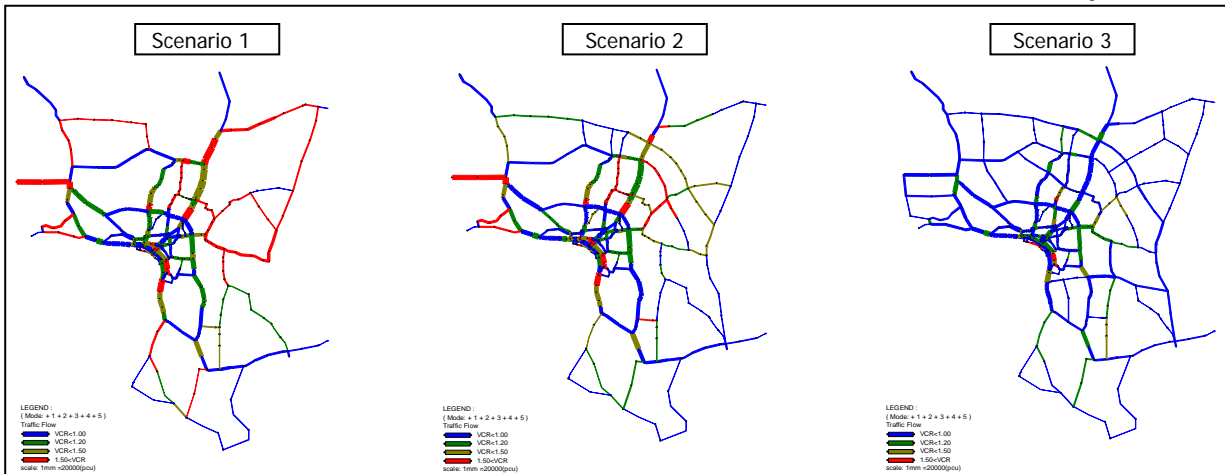 Scenario 1
Scenario 2
Scenario 3
LEGEND :
( Mode: + 1 + 2 + 3 + 4 + 5 )
Traffic Flow
VCR<1.00
VCR<1.20
VCR<1.50
1.50<VCR
scale: 1mm =20000(pcu)
LEGEND :
( Mode: + 1 + 2 + 3 + 4 + 5 )
Traffic Flow
VCR<1.00
VCR<1.20
VCR<1.50
1.50<VCR
scale: 1mm =20000(pcu)
LEGEND :
( Mode: + 1 + 2 + 3 + 4 + 5 )
Traffic Flow
VCR<1.00
VCR<1.20
VCR<1.50
1.50<VCR
scale: 1mm =20000(pcu)